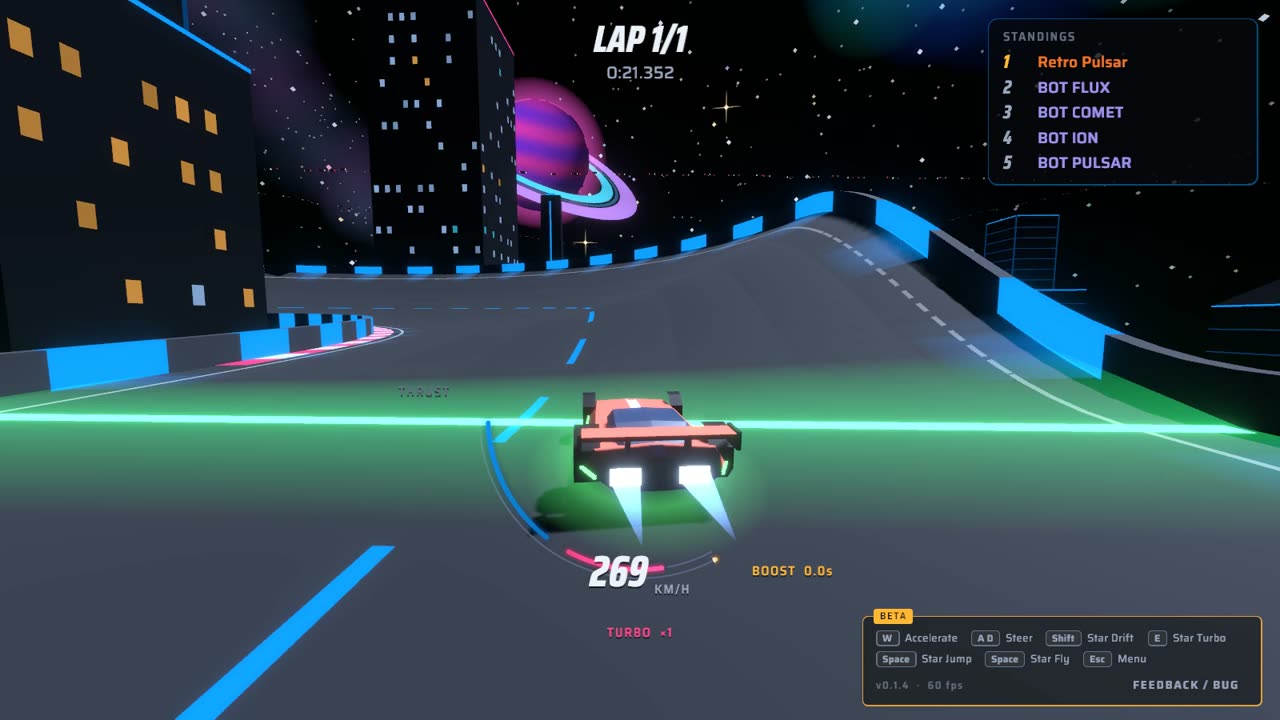 LAP 1/1
0:21.352
STANDINGS
1 Retro Pulsar
2 BOT FLUX
3 BOT COMET
4 BOT ION
5 BOT PULSAR
THRUST
269 KM/H
BOOST 0.0s
TURBO ×1
BETA
W Accelerate A D Steer Shift Star Drift E Star Turbo
Space Star Jump Space Star Fly Esc Menu
v0.1.4 · 60 fps
FEEDBACK / BUG